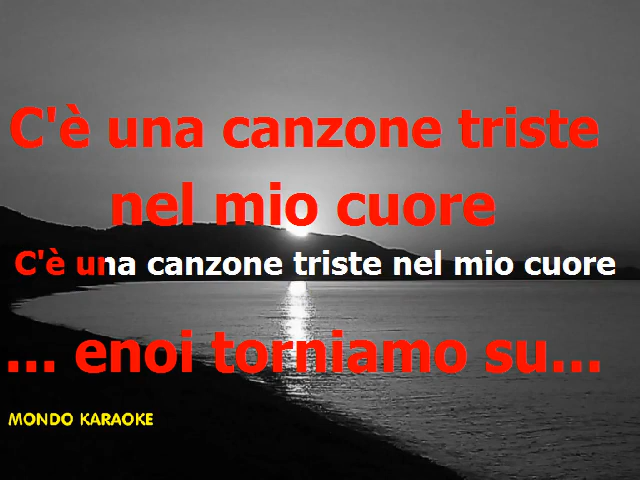 C'è una canzone triste
nel mio cuore
C'è una canzone triste nel mio cuore
... enoi torniamo su...
MONDO KARAOKE